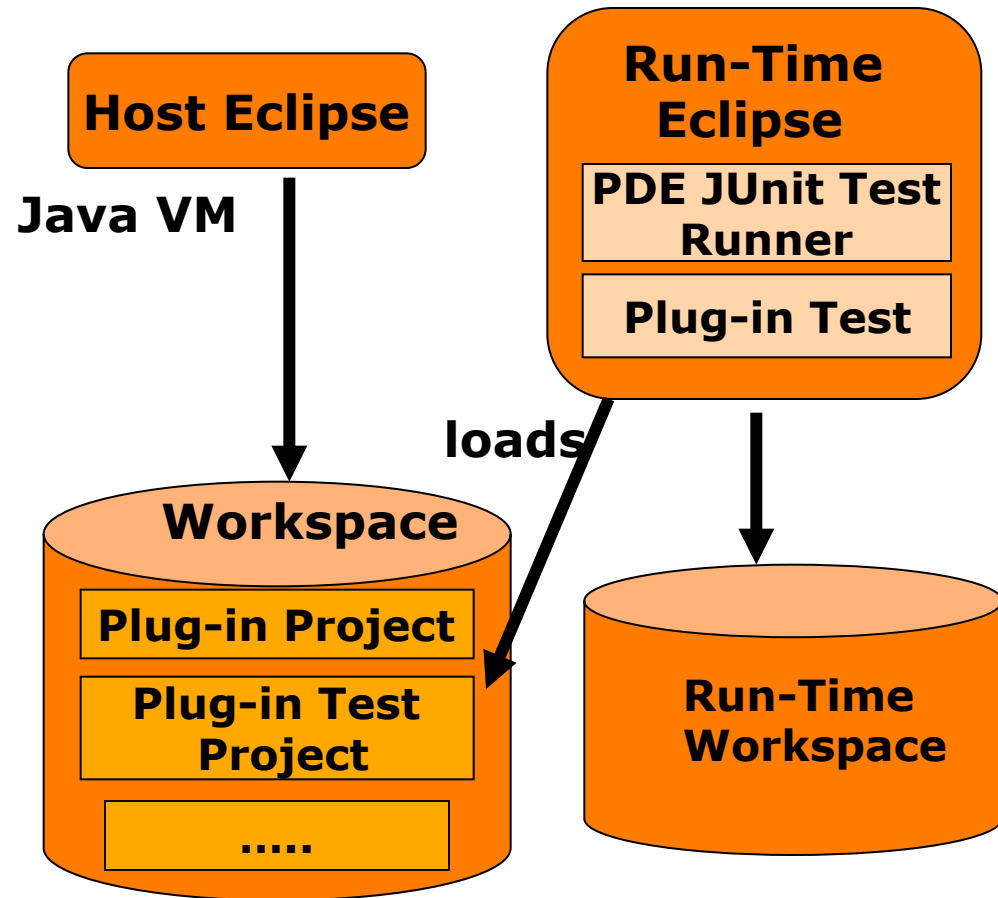 Host Eclipse
Java VM
Run-Time
Eclipse
PDE JUnit Test
Runner
Plug-in Test
loads
Workspace
Plug-in Project
Plug-in Test
Project
.....
Run-Time
Workspace